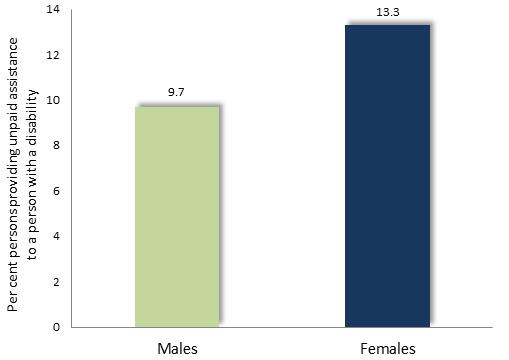 Per cent persons providing unpaid assistance
to a person with a disability
14
12
10
8
6
4
2
0
9.7
13.3
Males
Females